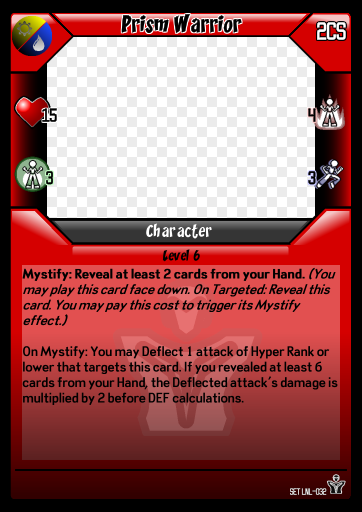 Prism Warrior
2CS
15
4
3
3
Character
Level 6
Mystify: Reveal at least 2 cards from your Hand. (You
may play this card face down. On Targeted: Reveal this
card. You may pay this cost to trigger its Mystify
effect.)
On Mystify: You may Deflect 1 attack of Hyper Rank or
lower that targets this card. If you revealed at least 6
cards from your Hand, the Deflected attack's damage is
multiplied by 2 before DEF calculations.
SET LNL-032